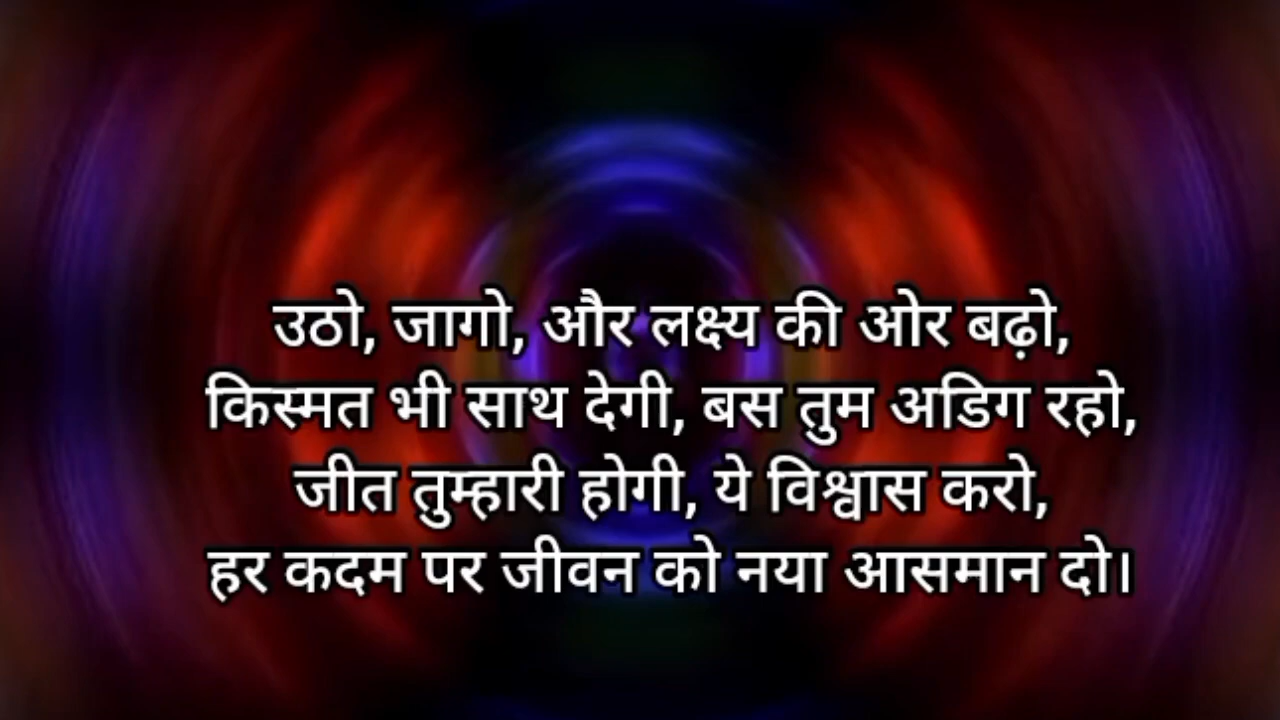 उठो, जागो, और लक्ष्य की ओर बढ़ो,
किस्मत भी साथ देगी, बस तुम अडिग रहो,
जीत तुम्हारी होगी, ये विश्वास करो,
हर कदम पर जीवन को नया आसमान दो।